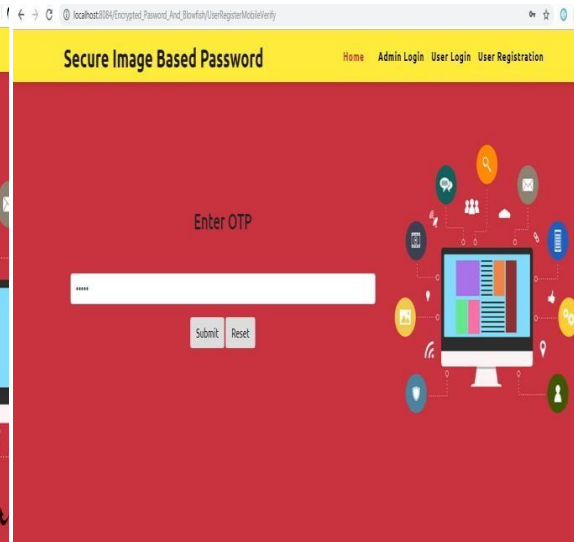 localhost:8084/Encrypted_Pasword_And_Blowfish/UserRegisterMobileVerify
Secure Image Based Password
Home Admin Login User Login User Registration
Enter OTP
•••••
Submit Reset